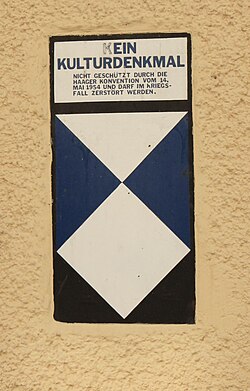 KEIN
KULTURDENKMAL
NICHT GESCHÜTZT DURCH DIE
HAAGER KONVENTION VOM 14.
MAI 1954 UND DARF IM KRIEGS-
FALL ZERSTÖRT WERDEN.